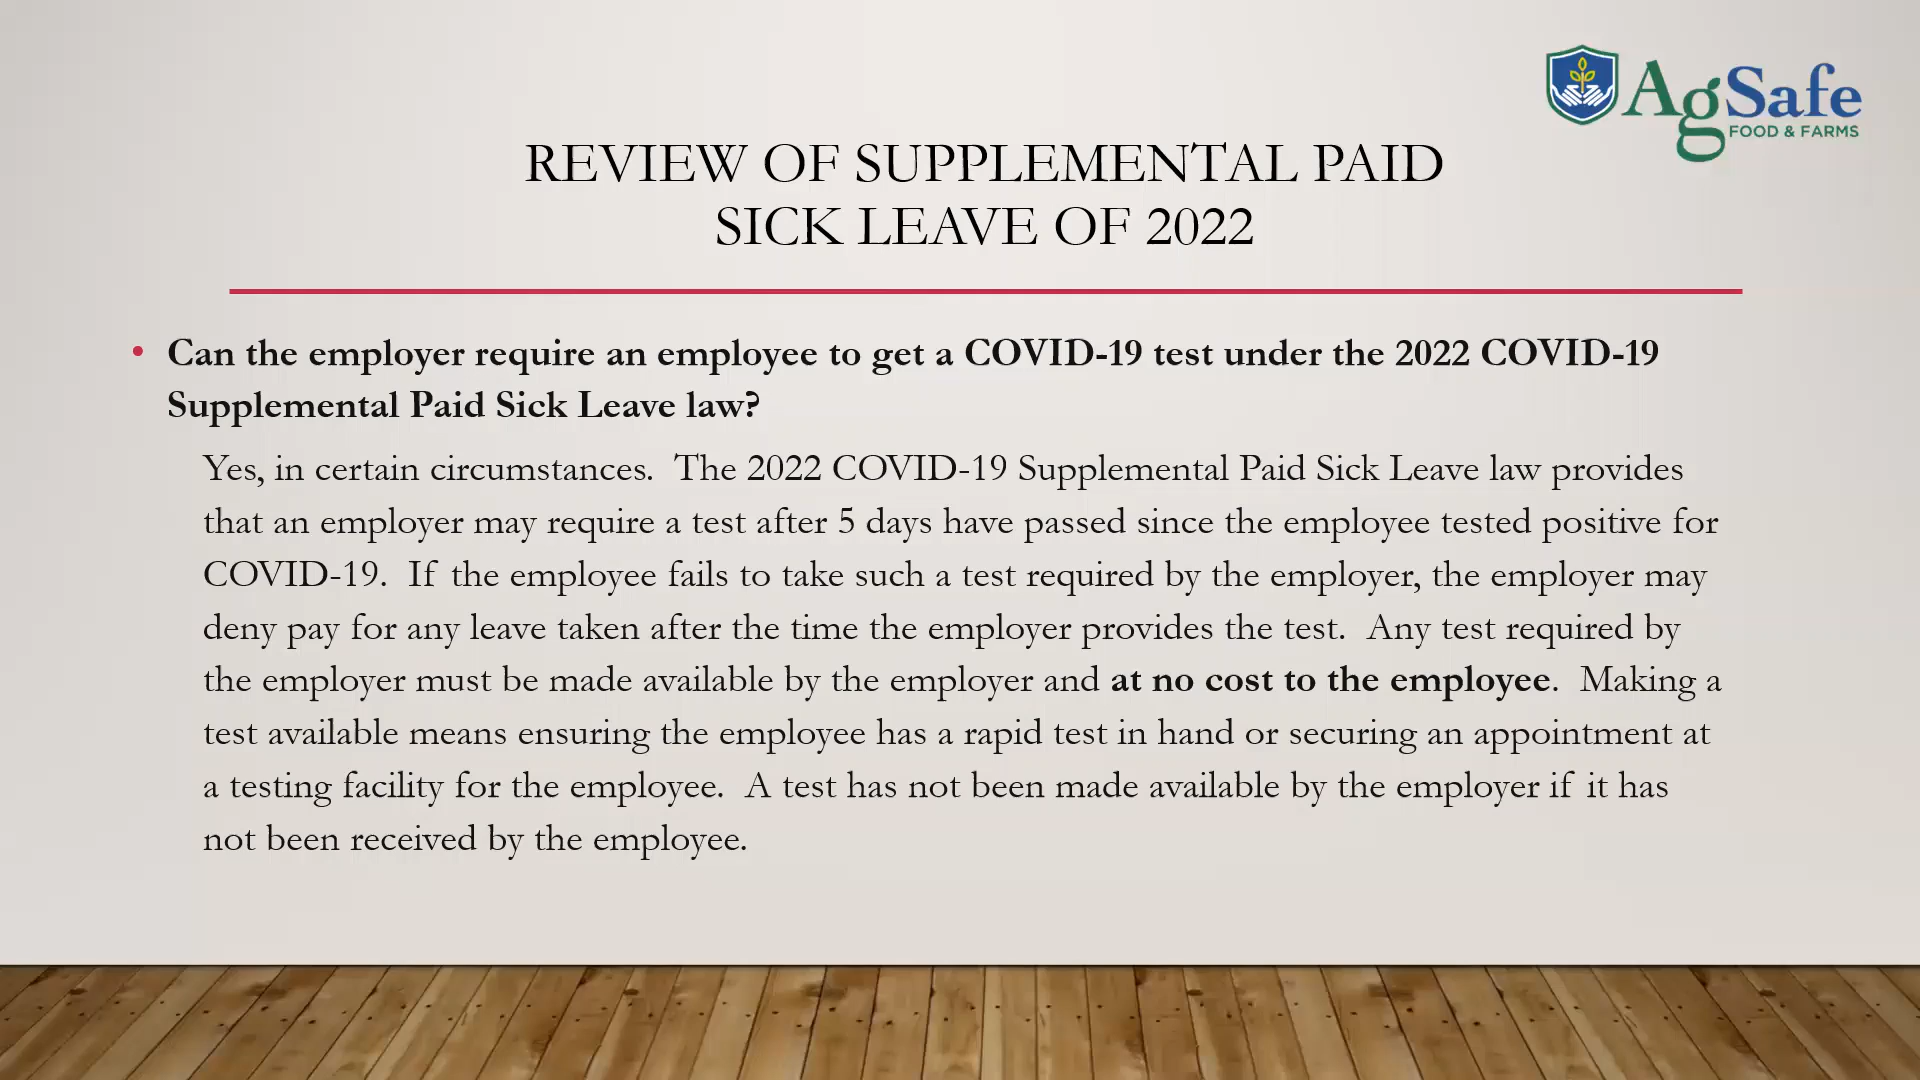 AgSafe
FOOD & FARMS
REVIEW OF SUPPLEMENTAL PAID
SICK LEAVE OF 2022
• Can the employer require an employee to get a COVID-19 test under the 2022 COVID-19
Supplemental Paid Sick Leave law?
Yes, in certain circumstances. The 2022 COVID-19 Supplemental Paid Sick Leave law provides
that an employer may require a test after 5 days have passed since the employee tested positive for
COVID-19. If the employee fails to take such a test required by the employer, the employer may
deny pay for any leave taken after the time the employer provides the test. Any test required by
the employer must be made available by the employer and at no cost to the employee. Making a
test available means ensuring the employee has a rapid test in hand or securing an appointment at
a testing facility for the employee. A test has not been made available by the employer if it has
not been received by the employee.